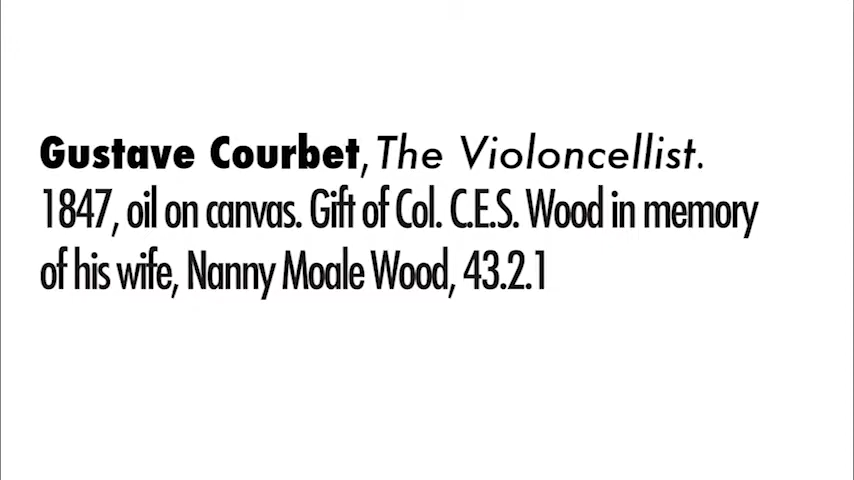 Gustave Courbet, The Violoncellist.
1847, oil on canvas. Gift of Col. C.E.S. Wood in memory
of his wife, Nanny Moale Wood, 43.2.1